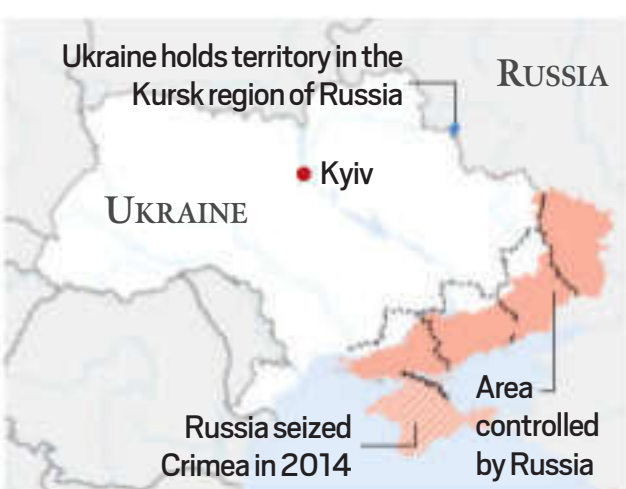 Ukraine holds territory in the
Kursk region of Russia
RUSSIA
Kyiv
UKRAINE
Russia seized
Crimea in 2014
Area
controlled
by Russia